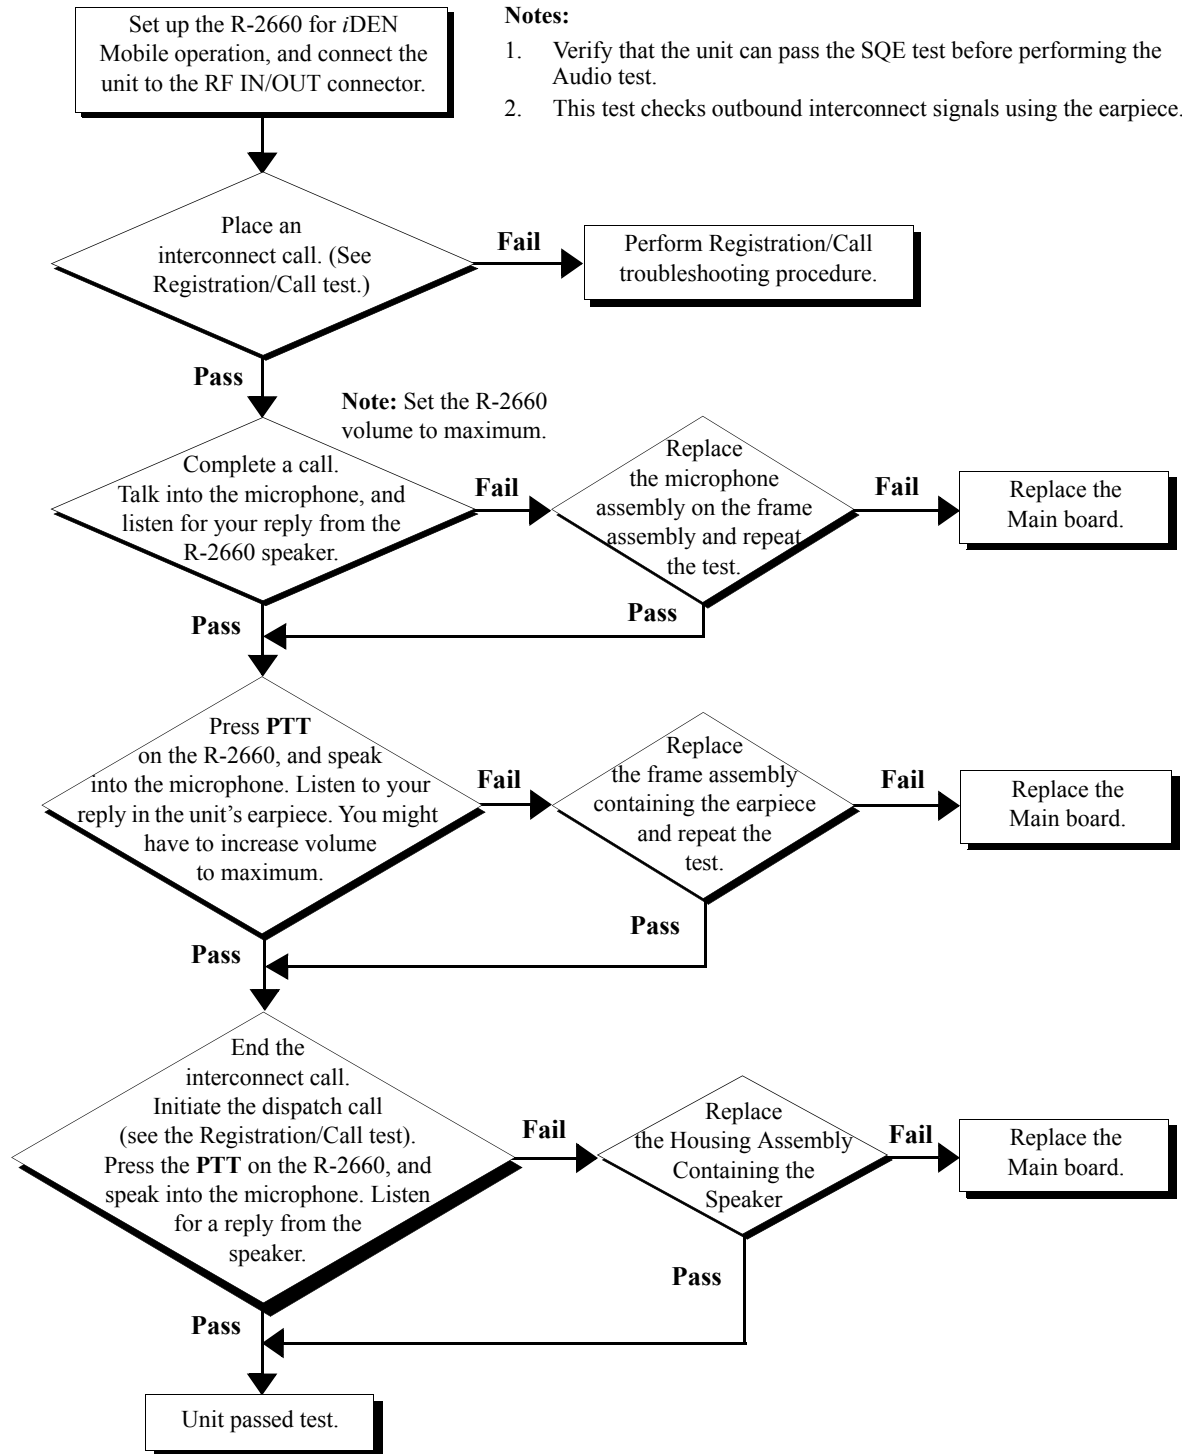 Set up the R-2660 for iDEN
Mobile operation, and connect the
unit to the RF IN/OUT connector.
Notes:
1. Verify that the unit can pass the SQE test before performing the
Audio test.
2. This test checks outbound interconnect signals using the earpiece.
Place an
interconnect call. (See
Registration/Call test.)
Fail
Perform Registration/Call
troubleshooting procedure.
Pass
Note: Set the R-2660
volume to maximum.
Complete a call.
Talk into the microphone, and
listen for your reply from the
R-2660 speaker.
Fail
Replace
the microphone
assembly on the frame
assembly and repeat
the test.
Fail
Replace the
Main board.
Pass
Pass
Press PTT
on the R-2660, and speak
into the microphone. Listen to your
reply in the unit’s earpiece. You might
have to increase volume
to maximum.
Fail
Replace
the frame assembly
containing the earpiece
and repeat the
test.
Fail
Replace the
Main board.
Pass
Pass
End the
interconnect call.
Initiate the dispatch call
(see the Registration/Call test).
Press the PTT on the R-2660, and
speak into the microphone. Listen
for a reply from the
speaker.
Fail
Replace
the Housing Assembly
Containing the
Speaker
Fail
Replace the
Main board.
Pass
Pass
Unit passed test.